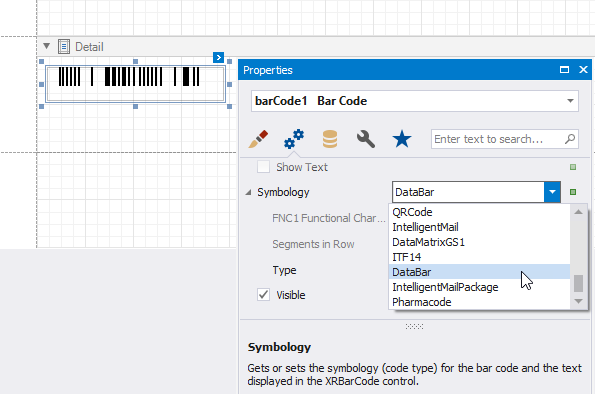 Detail
Properties
barCode1 Bar Code
Enter text to search...
Show Text
Symbology DataBar
FNC1 Functional Char...
QRCode
IntelligentMail
Segments in Row
DataMatrixGS1
ITF14
Type
DataBar
IntelligentMailPackage
Visible
Pharmacode
Symbology
Gets or sets the symbology (code type) for the bar code and the text
displayed in the XRBarCode control.